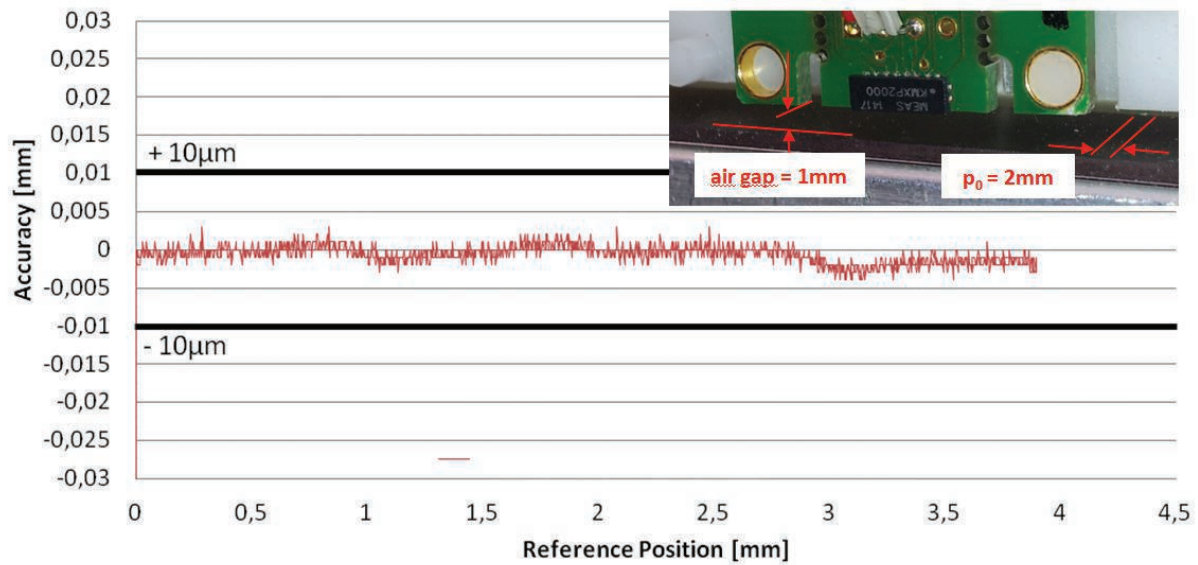 0,03
0,025
0,02
0,015
0,01
0,005
0
-0,005
-0,01
-0,015
-0,02
-0,025
-0,03
Accuracy [mm]
+ 10µm
- 10µm
MEAS 1417
KMXP2000
air gap = 1mm
p₀ = 2mm
0 0,5 1 1,5 2 2,5 3 3,5 4 4,5
Reference Position [mm]